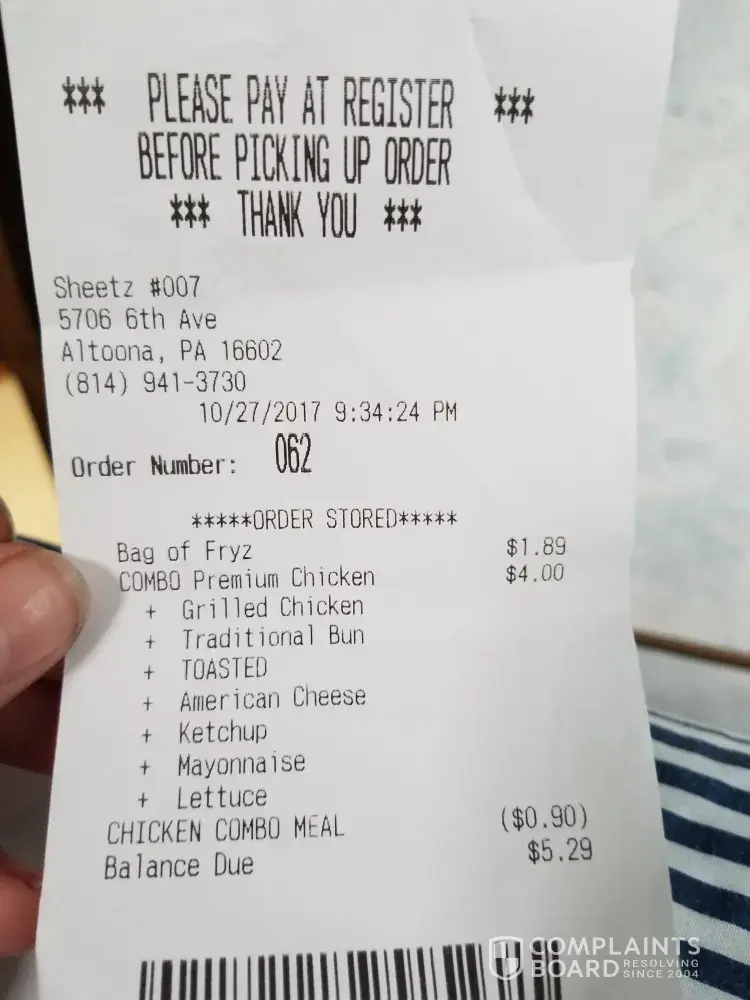 *** PLEASE PAY AT REGISTER ***
BEFORE PICKING UP ORDER
*** THANK YOU ***
Sheetz #007
5706 6th Ave
Altoona, PA 16602
(814) 941-3730
10/27/2017 9:34:24 PM
Order Number: 062
*****ORDER STORED*****
Bag of Fryz $1.89
COMBO Premium Chicken $4.00
+ Grilled Chicken
+ Traditional Bun
+ TOASTED
+ American Cheese
+ Ketchup
+ Mayonnaise
+ Lettuce
CHICKEN COMBO MEAL ($0.90)
Balance Due $5.29
COMPLAINTS
BOARD RESOLVING SINCE 2004